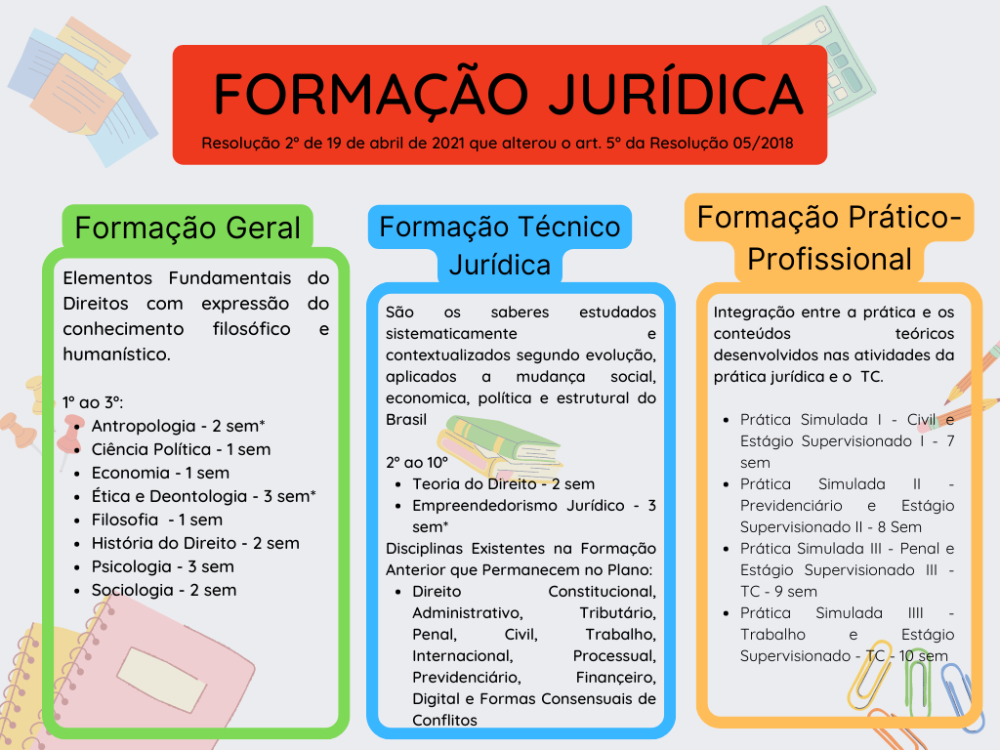 FORMAÇÃO JURÍDICA
Resolução 2º de 19 de abril de 2021 que alterou o art. 5º da Resolução 05/2018
Formação Geral
Elementos Fundamentais do
Direitos com expressão do
conhecimento filosófico e
humanístico.
1º ao 3º:
• Antropologia - 2 sem*
• Ciência Política - 1 sem
• Economia - 1 sem
• Ética e Deontologia - 3 sem*
• Filosofia - 1 sem
• História do Direito - 2 sem
• Psicologia - 3 sem
• Sociologia - 2 sem
Formação Técnico
Jurídica
São os saberes estudados
sistematicamente e
contextualizados segundo evolução,
aplicados a mudança social,
economica, política e estrutural do
Brasil
2º ao 10º
• Teoria do Direito - 2 sem
• Empreendedorismo Jurídico - 3
sem*
Disciplinas Existentes na Formação
Anterior que Permanecem no Plano:
• Direito Constitucional,
Administrativo, Tributário,
Penal, Civil, Trabalho,
Internacional, Processual,
Previdenciário, Finançeiro,
Digital e Formas Consensuais de
Conflitos
Formação Prático-
Profissional
Integração entre a prática e os
conteúdos teóricos
desenvolvidos nas atividades da
prática jurídica e o TC.
• Prática Simulada I - Civil e
Estágio Supervisionado I - 7
sem
• Prática Simulada II -
Previdenciário e Estágio
Supervisionado II - 8 Sem
• Prática Simulada III - Penal e
Estágio Supervisionado III -
TC - 9 sem
• Prática Simulada IIII -
Trabalho e Estágio
Supervisionado - TC - 10 sem